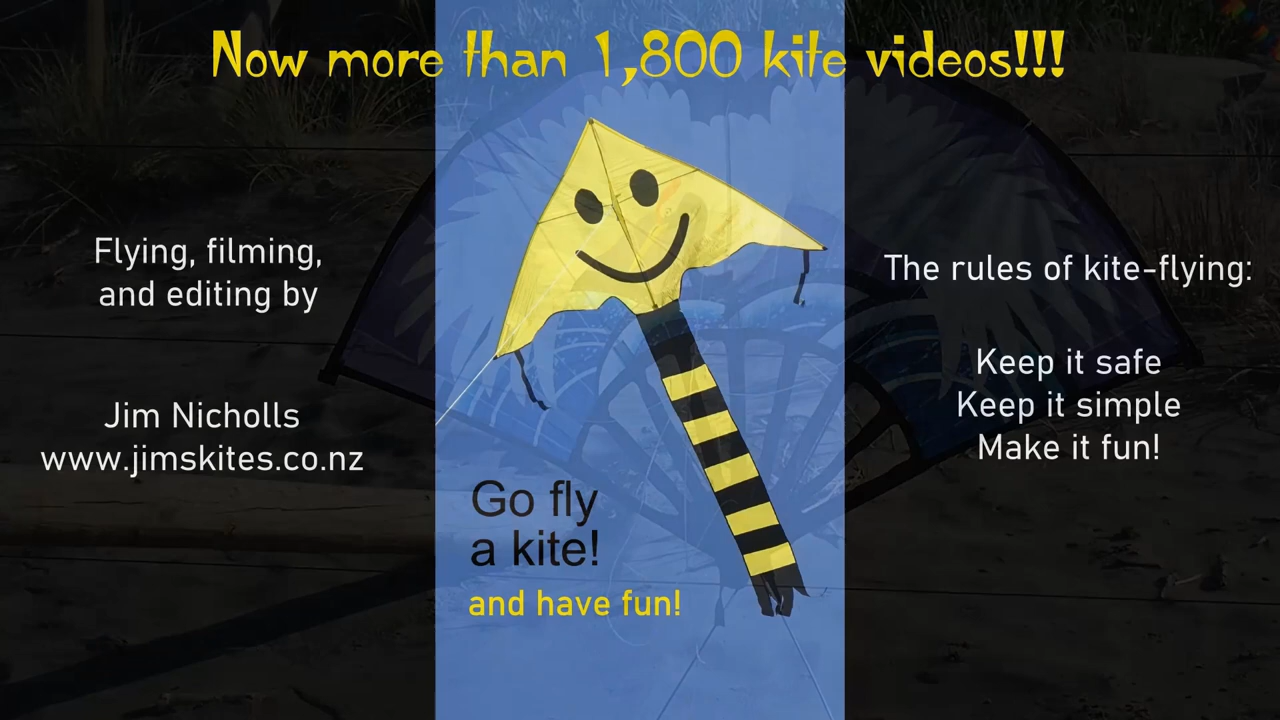 Now more than 1,800 kite videos!!!
Flying, filming,
and editing by
Jim Nicholls
www.jimskites.co.nz
Go fly
a kite!
and have fun!
The rules of kite-flying:
Keep it safe
Keep it simple
Make it fun!